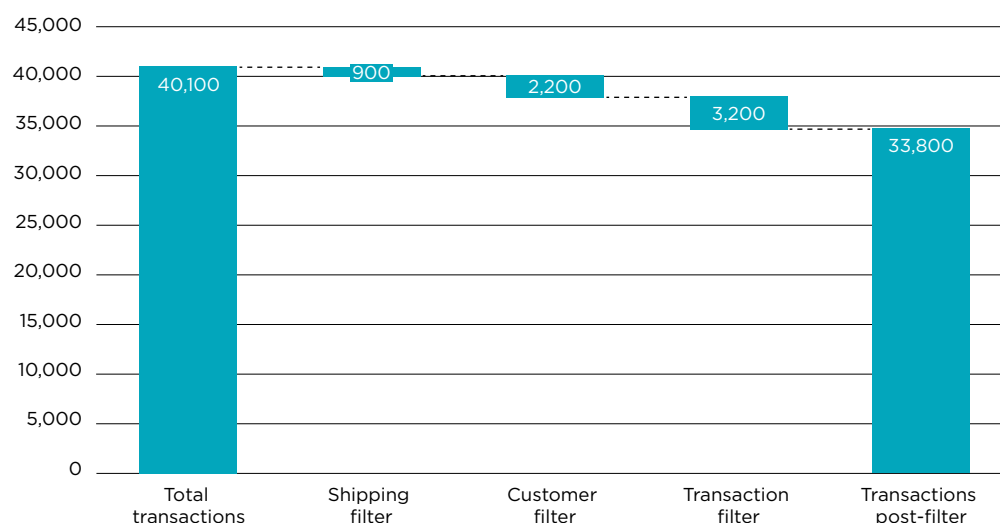 45,000
40,000
35,000
30,000
25,000
20,000
15,000
10,000
5,000
0
40,100
900
2,200
3,200
33,800
Total
transactions
Shipping
filter
Customer
filter
Transaction
filter
Transactions
post-filter